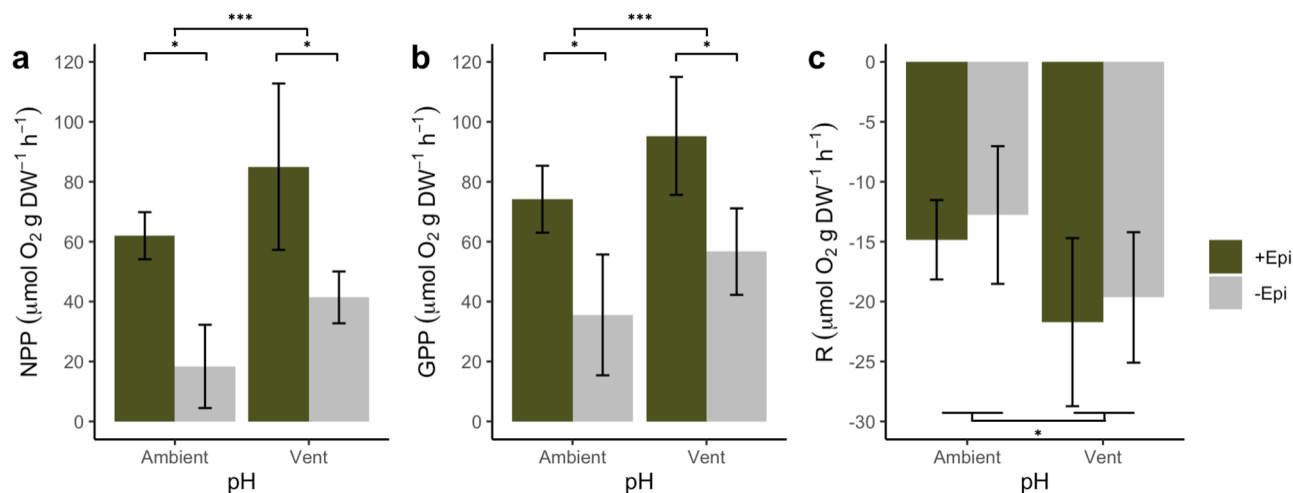 a
***
*
*
120
100
80
60
40
20
0
NPP (μmol O₂ g DW⁻¹ h⁻¹)
Ambient
Vent
pH
b
***
*
*
120
100
80
60
40
20
0
GPP (μmol O₂ g DW⁻¹ h⁻¹)
Ambient
Vent
pH
c
0
-5
-10
-15
-20
-25
-30
R (μmol O₂ g DW⁻¹ h⁻¹)
*
Ambient
Vent
pH
+Epi
-Epi